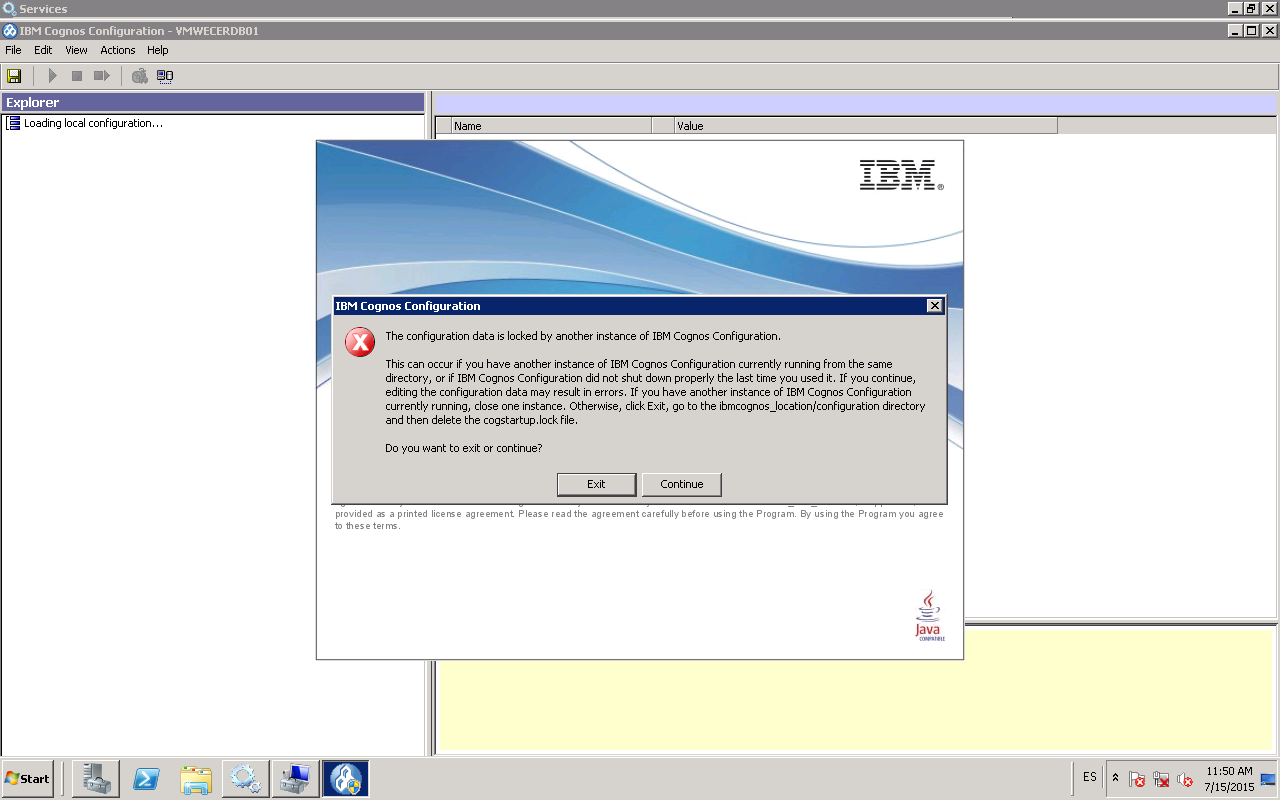 Services
IBM Cognos Configuration - VMWECERDB01
File Edit View Actions Help
Explorer
Loading local configuration...
Name Value
IBM®
IBM Cognos Configuration
The configuration data is locked by another instance of IBM Cognos Configuration.
This can occur if you have another instance of IBM Cognos Configuration currently running from the same
directory, or if IBM Cognos Configuration did not shut down properly the last time you used it. If you continue,
editing the configuration data may result in errors. If you have another instance of IBM Cognos Configuration
currently running, close one instance. Otherwise, click Exit, go to the ibmcognos_location/configuration directory
and then delete the cogstartup.lock file.
Do you want to exit or continue?
Exit Continue
provided as a printed license agreement. Please read the agreement carefully before using the Program. By using the Program you agree
to these terms.
Java
COMPATIBLE
Start
ES
11:50 AM
7/15/2015